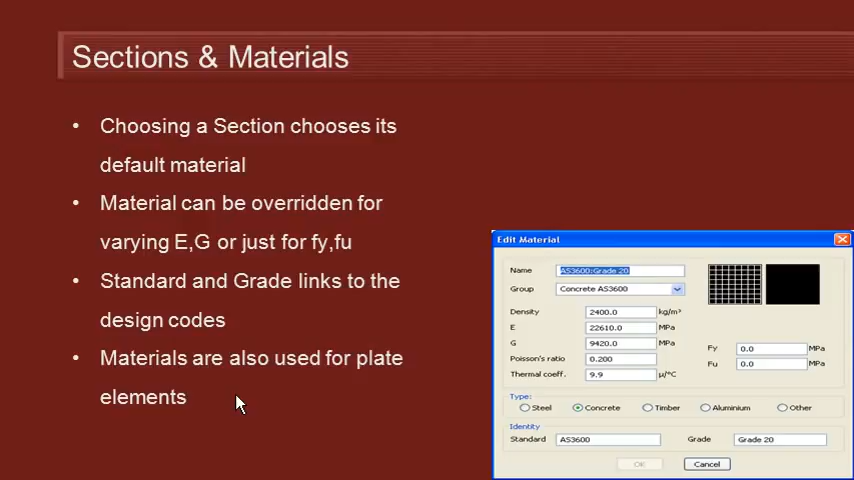 Sections & Materials
• Choosing a Section chooses its
default material
• Material can be overridden for
varying E,G or just for fy,fu
• Standard and Grade links to the
design codes
• Materials are also used for plate
elements
Edit Material
Name AS3600:Grade 20
Group Concrete AS3600
Density 2400.0 kg/m³
E 22610.0 MPa
G 9420.0 MPa
Poisson's ratio 0.200
Thermal coeff. 9.9 µ/°C
Fy 0.0 MPa
Fu 0.0 MPa
Type:
Steel Concrete Timber Aluminium Other
Identity
Standard AS3600 Grade Grade 20
OK Cancel